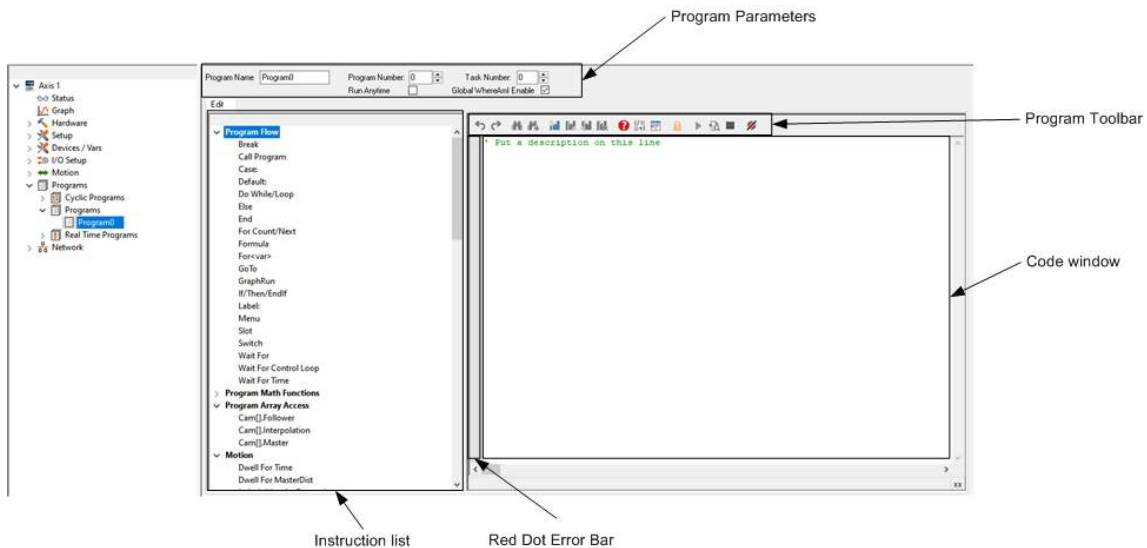 Program Parameters
Program Name Program0 Program Number: 0 Task Number: 0
Run Anytime Global WhereAmI Enable
Edit
Axis 1
Status
Graph
Hardware
Setup
Devices / Vars
I/O Setup
Motion
Programs
Cyclic Programs
Programs
Program0
Real Time Programs
Network
Program Flow
Break
Call Program
Case:
Default:
Do While/Loop
Else
End
For Count/Next
Formula
For<var>
GoTo
GraphRun
If/Then/EndIf
Label:
Menu
Slot
Switch
Wait For
Wait For Control Loop
Wait For Time
Program Math Functions
Program Array Access
Cam[].Follower
Cam[].Interpolation
Cam[].Master
Motion
Dwell For Time
Dwell For MasterDist
Program Toolbar
' Put a description on this line
Code window
xx
Instruction list
Red Dot Error Bar